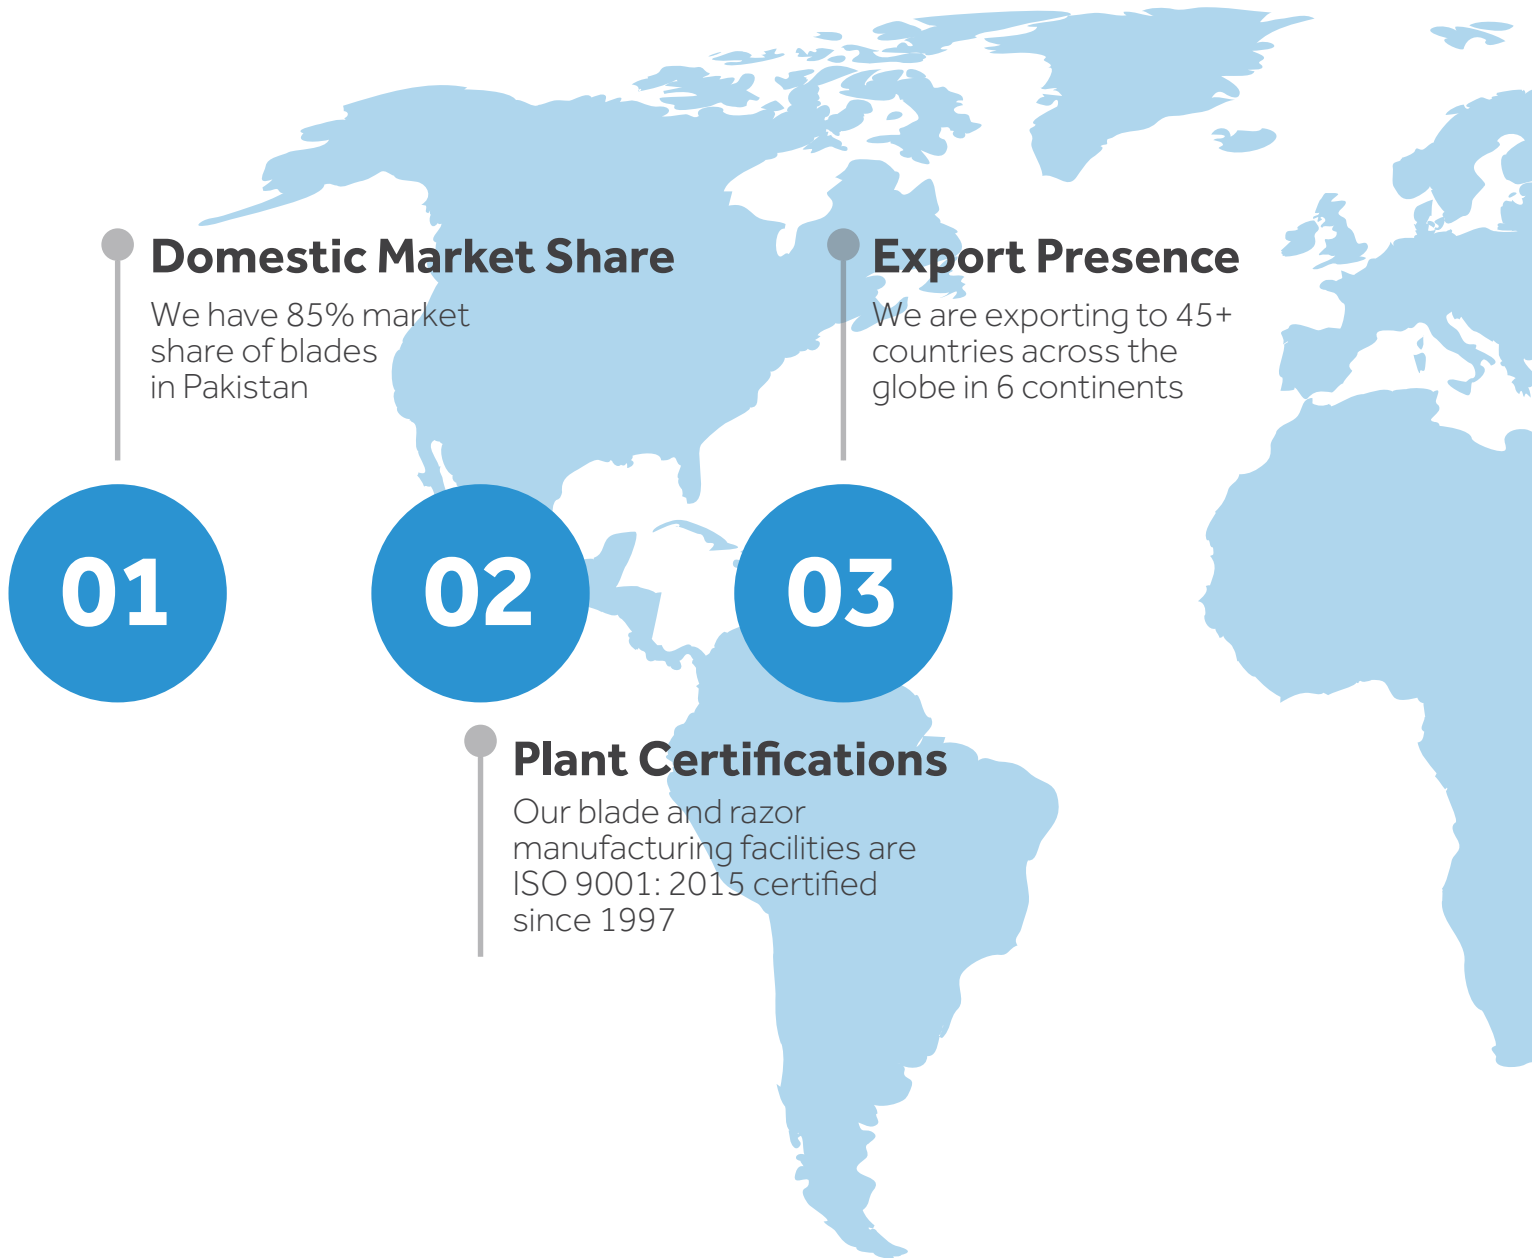 Domestic Market Share
We have 85% market
share of blades
in Pakistan
01
Plant Certifications
Our blade and razor
manufacturing facilities are
ISO 9001: 2015 certified
since 1997
02
Export Presence
We are exporting to 45+
countries across the
globe in 6 continents
03